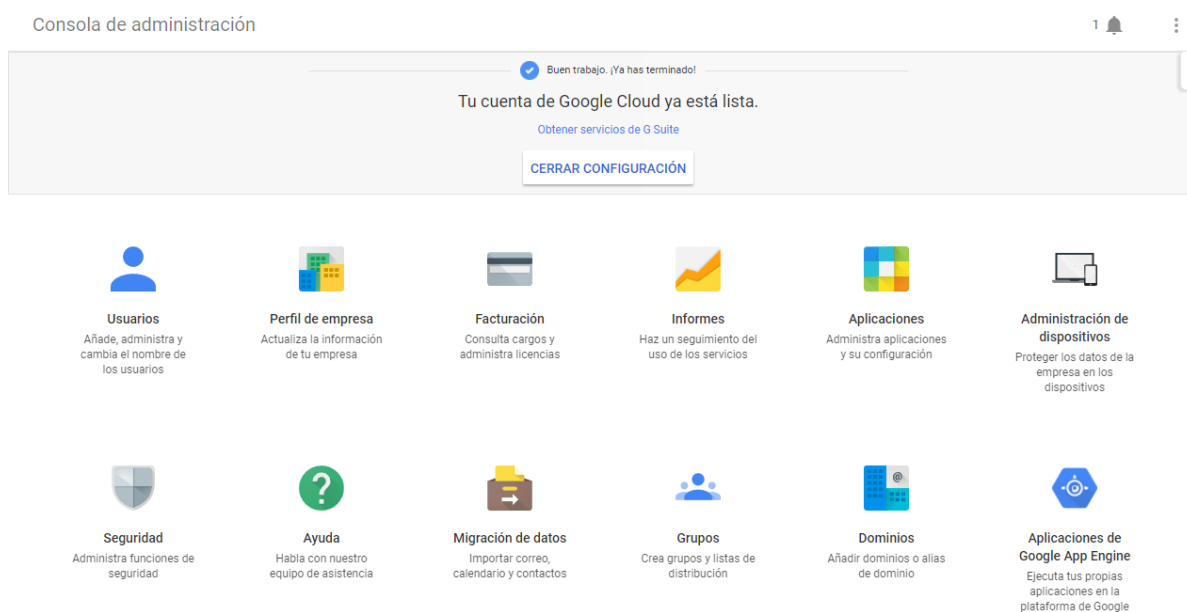 Consola de administración
1
Buen trabajo. ¡Ya has terminado!
Tu cuenta de Google Cloud ya está lista.
Obtener servicios de G Suite
CERRAR CONFIGURACIÓN
Usuarios
Añade, administra y
cambia el nombre de
los usuarios
Perfil de empresa
Actualiza la información
de tu empresa
Facturación
Consulta cargos y
administra licencias
Informes
Haz un seguimiento del
uso de los servicios
Aplicaciones
Administra aplicaciones
y su configuración
Administración de
dispositivos
Proteger los datos de la
empresa en los
dispositivos
Seguridad
Administra funciones de
seguridad
Ayuda
Habla con nuestro
equipo de asistencia
Migración de datos
Importar correo,
calendario y contactos
Grupos
Crea grupos y listas de
distribución
Dominios
Añadir dominios o alias
de dominio
Aplicaciones de
Google App Engine
Ejecuta tus propias
aplicaciones en la
plataforma de Google